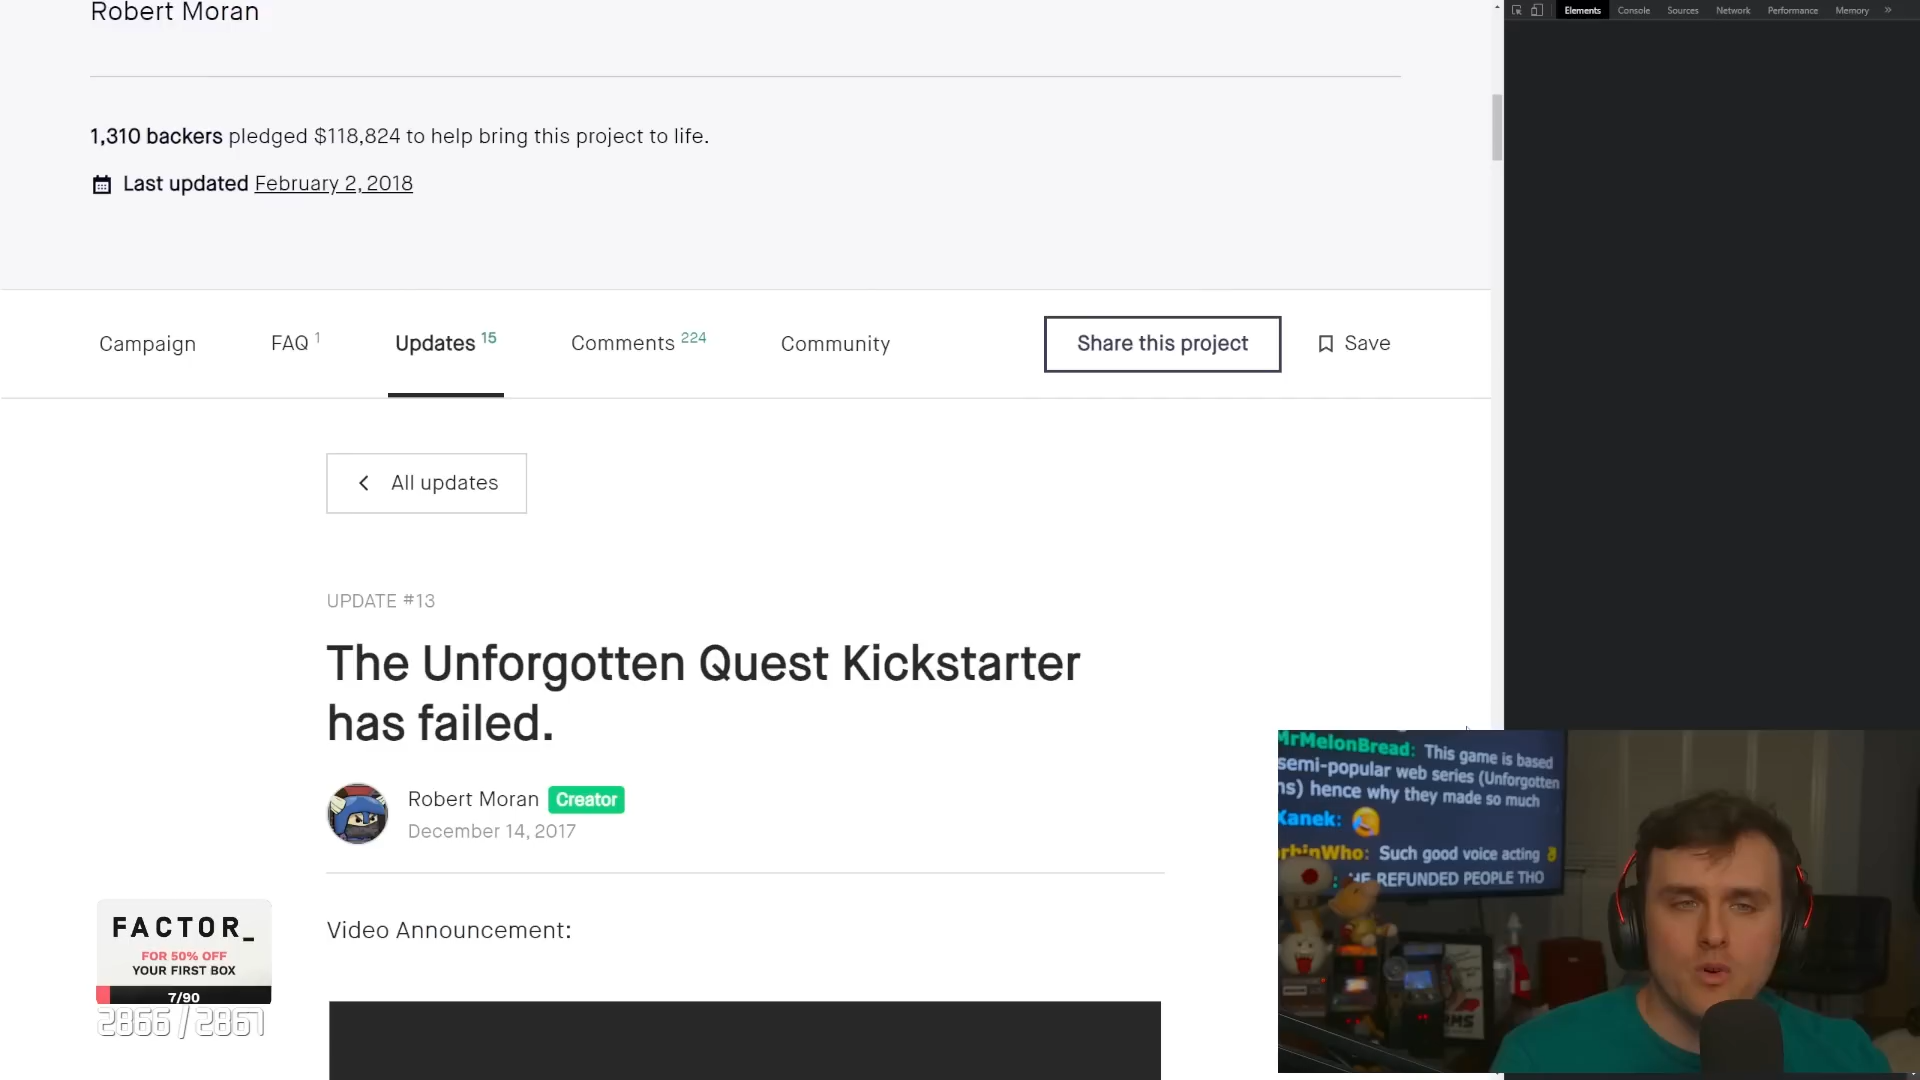 Robert Moran
Elements Console Sources Network Performance Memory »
1,310 backers pledged $118,824 to help bring this project to life.
Last updated February 2, 2018
Campaign FAQ 1 Updates 15 Comments 224 Community Share this project Save
All updates
UPDATE #13
The Unforgotten Quest Kickstarter
has failed.
Robert Moran Creator
December 14, 2017
Video Announcement:
FACTOR_
FOR 50% OFF
YOUR FIRST BOX
7/90
2866/2867
MrMelonBread: This game is based
semi-popular web series (Unforgotten
ns) hence why they made so much
Kanek:
rbinWho: Such good voice acting
: HE REFUNDED PEOPLE THO